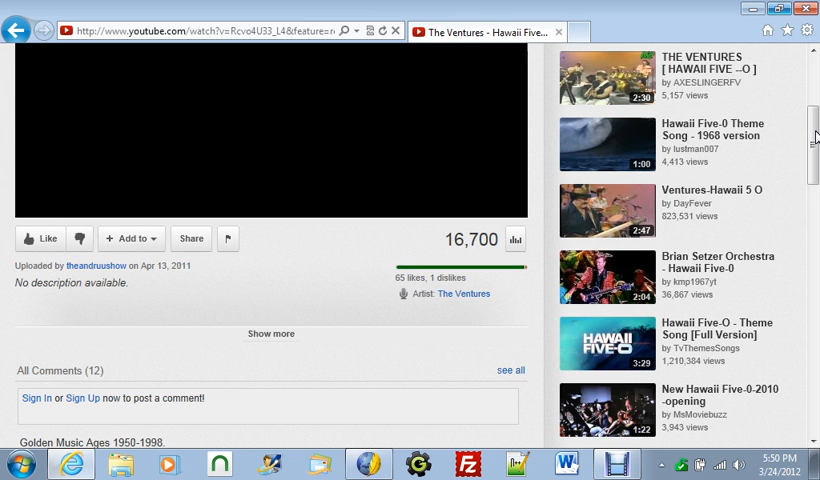 http://www.youtube.com/watch?v=Rcvo4U33_L4&feature=r
The Ventures - Hawaii Five...
THE VENTURES
[ HAWAII FIVE --O ]
by AXESLINGERFV
5,157 views
2:30
Hawaii Five-0 Theme
Song - 1968 version
by lustman007
4,413 views
1:00
Ventures-Hawaii 5 O
by DayFever
823,531 views
2:47
Brian Setzer Orchestra
- Hawaii Five-0
by kmp1967yt
36,867 views
2:04
HAWAII
FIVE-O
Hawaii Five-O - Theme
Song [Full Version]
by TvThemesSongs
1,210,384 views
3:29
New Hawaii Five-0-2010
-opening
by MsMoviebuzz
3,943 views
1:22
Like
Add to
Share
16,700
Uploaded by theandruushow on Apr 13, 2011
65 likes, 1 dislikes
No description available.
Artist: The Ventures
Show more
All Comments (12)
see all
Sign In or Sign Up now to post a comment!
Golden Music Ages 1950-1998.
5:50 PM
3/24/2012